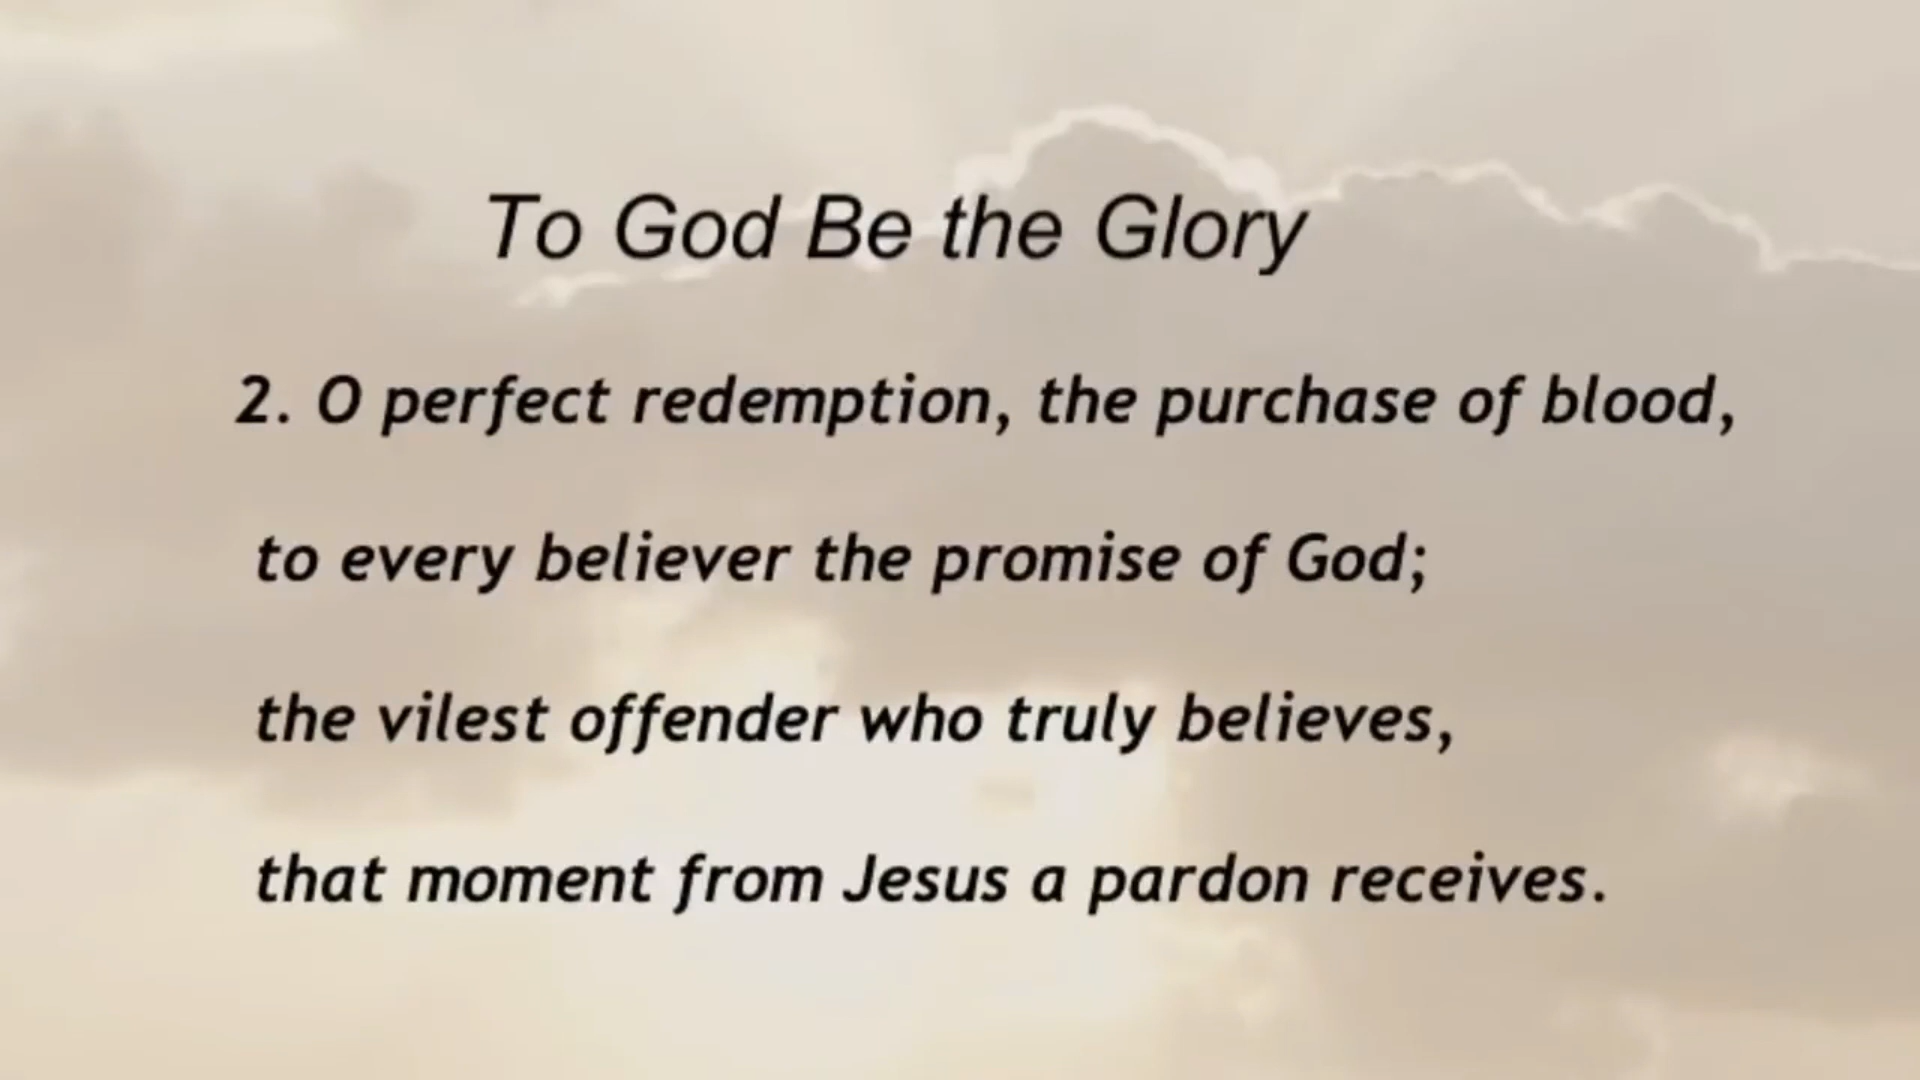 To God Be the Glory
2. O perfect redemption, the purchase of blood,
to every believer the promise of God;
the vilest offender who truly believes,
that moment from Jesus a pardon receives.